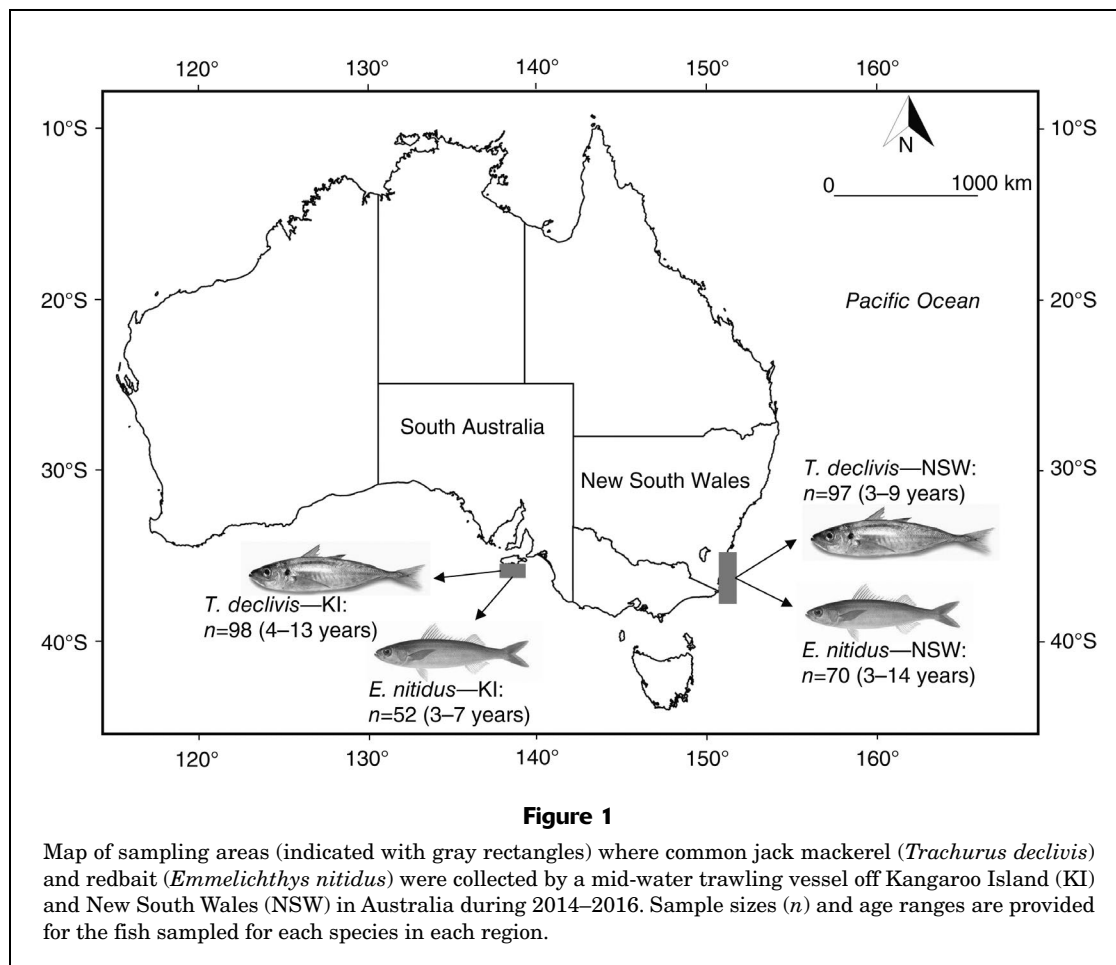 120° 130° 140° 150° 160°
10°S 10°S
N
0 1000 km
20°S 20°S
Pacific Ocean
South Australia
30°S 30°S
New South Wales
T. declivis—NSW:
n=97 (3–9 years)
T. declivis—KI:
n=98 (4–13 years)
40°S 40°S
E. nitidus—NSW:
n=70 (3–14 years)
E. nitidus—KI:
n=52 (3–7 years)
120° 130° 140° 150° 160°
Figure 1
Map of sampling areas (indicated with gray rectangles) where common jack mackerel (Trachurus declivis)
and redbait (Emmelichthys nitidus) were collected by a mid-water trawling vessel off Kangaroo Island (KI)
and New South Wales (NSW) in Australia during 2014–2016. Sample sizes (n) and age ranges are provided
for the fish sampled for each species in each region.